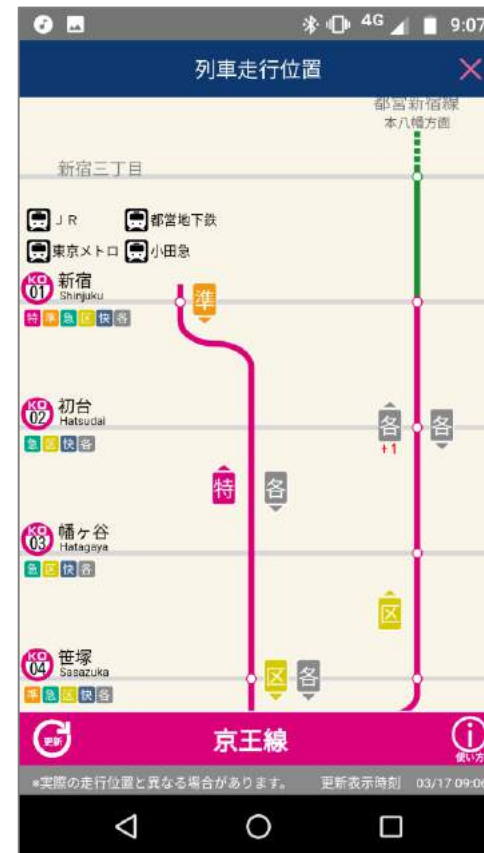 4G 9:07
列車走行位置
都営新宿線
本八幡方面
新宿三丁目
JR 都営地下鉄
東京メトロ 小田急
KO 01 新宿
Shinjuku
準
特 準 急 区 快 各
KO 02 初台
Hatsudai
各 各
+1
急 区 快 各
特 各
KO 03 幡ヶ谷
Hatagaya
急 区 快 各
区
KO 04 笹塚
Sasazuka
区 各
準 急 区 快 各
更新 京王線 使い方
*実際の走行位置と異なる場合があります。 更新表示時刻 03/17 09:06